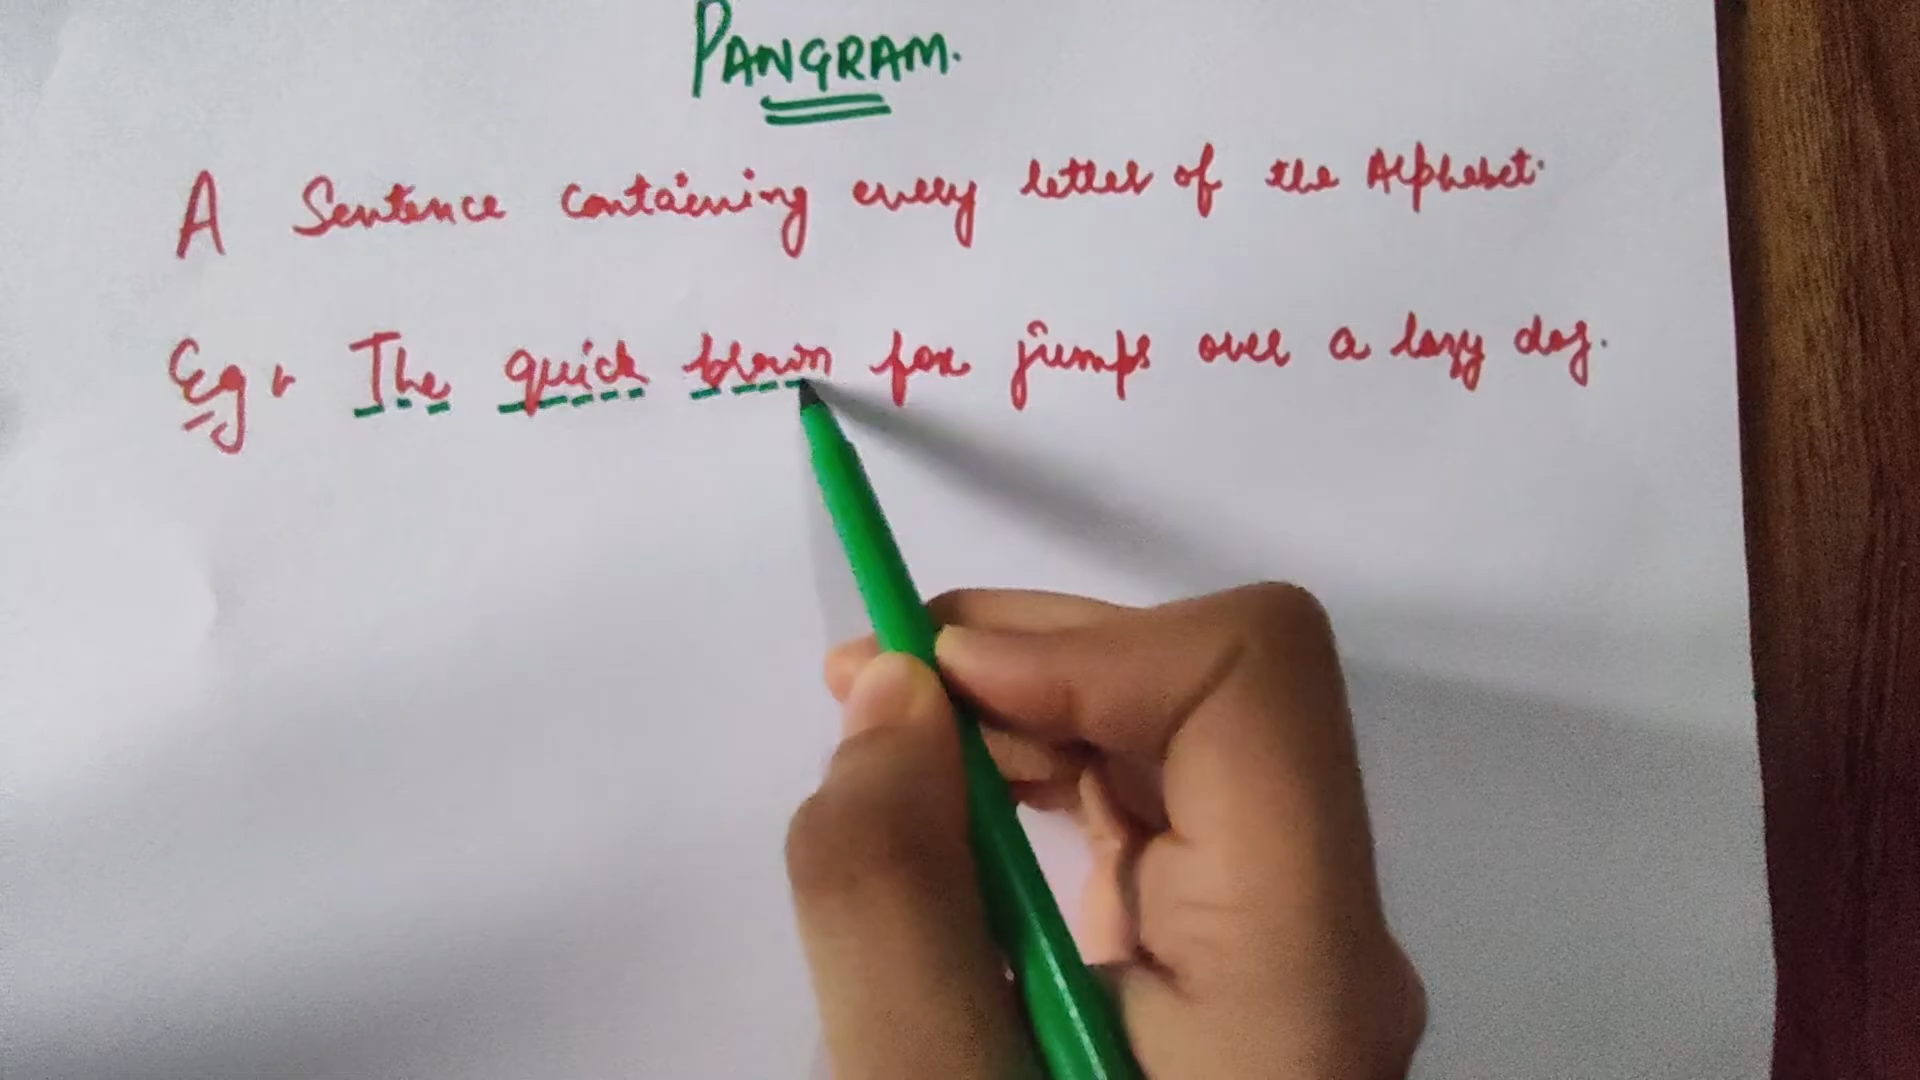 PANGRAM.
A Sentence containing every letter of the Alphabet.
Eg: The quick brown fox jumps over a lazy dog.